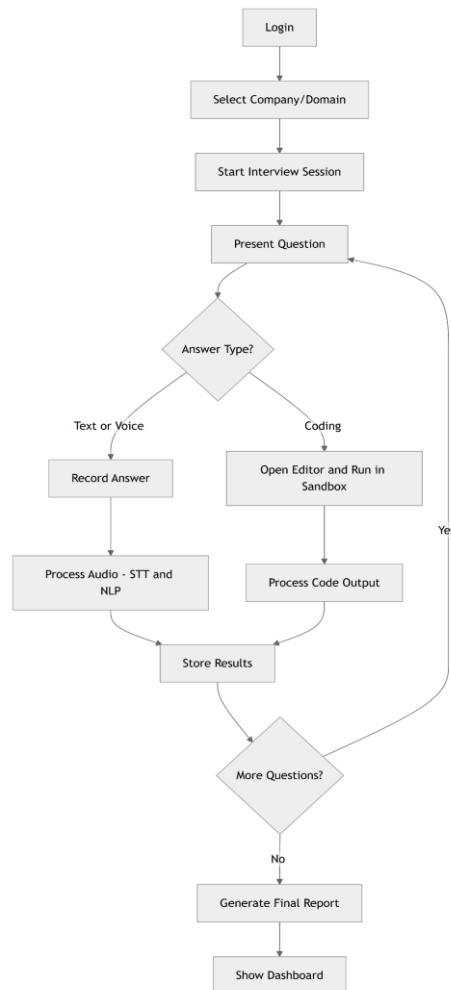 Login
Select Company/Domain
Start Interview Session
Present Question
Answer Type?
Text or Voice
Coding
Record Answer
Open Editor and Run in
Sandbox
Process Audio - STT and
NLP
Process Code Output
Store Results
More Questions?
Ye
No
Generate Final Report
Show Dashboard